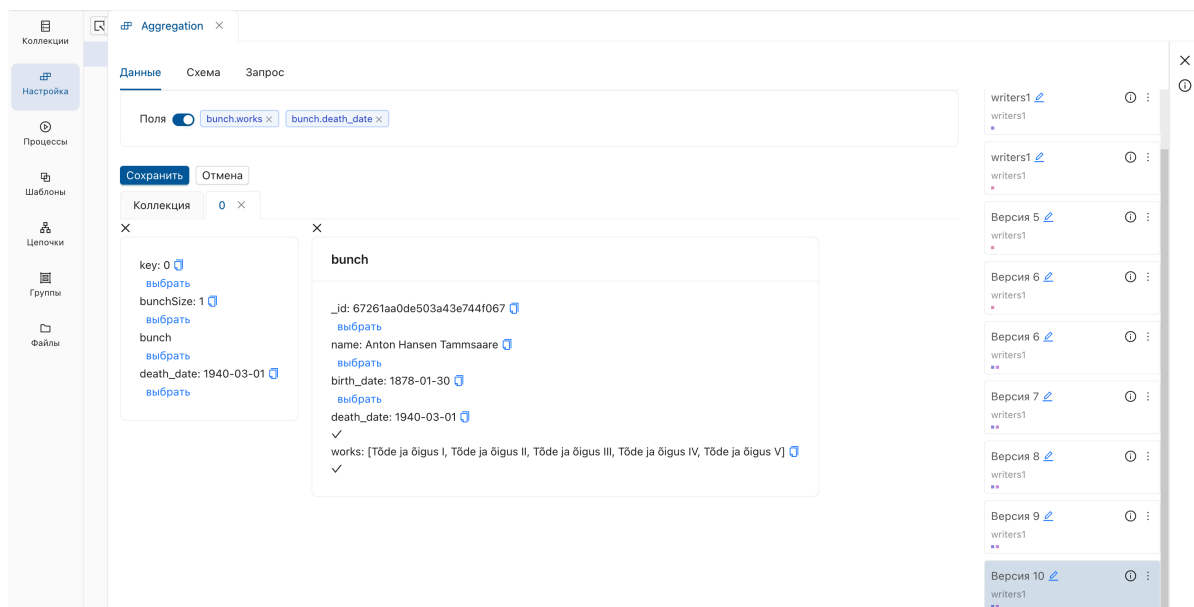 Коллекции
Настройка
Процессы
Шаблоны
Цепочки
Группы
Файлы
Aggregation
Данные Схема Запрос
Поля bunch.works bunch.death_date
Сохранить Отмена
Коллекция 0
key: 0
выбрать
bunchSize: 1
выбрать
bunch
выбрать
death_date: 1940-03-01
выбрать
bunch
_id: 67261aa0de503a43e744f067
выбрать
name: Anton Hansen Tammsaare
выбрать
birth_date: 1878-01-30
выбрать
death_date: 1940-03-01
works: [Tõde ja õigus I, Tõde ja õigus II, Tõde ja õigus III, Tõde ja õigus IV, Tõde ja õigus V]
writers1
writers1
writers1
writers1
Версия 5
writers1
Версия 6
writers1
Версия 6
writers1
Версия 7
writers1
Версия 8
writers1
Версия 9
writers1
Версия 10
writers1